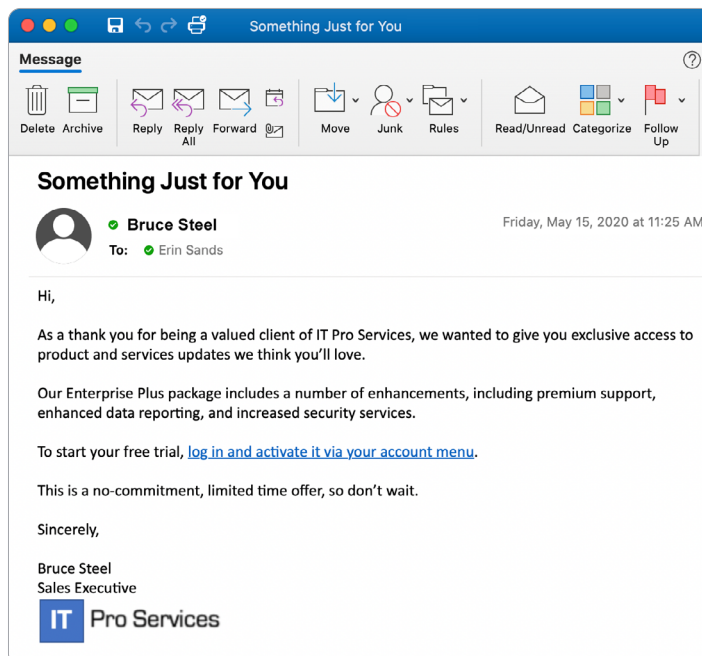 Something Just for You
Message
Delete Archive Reply Reply All Forward Move Junk Rules Read/Unread Categorize Follow Up
Something Just for You
Bruce Steel
Friday, May 15, 2020 at 11:25 AM
To: Erin Sands
Hi,
As a thank you for being a valued client of IT Pro Services, we wanted to give you exclusive access to
product and services updates we think you'll love.
Our Enterprise Plus package includes a number of enhancements, including premium support,
enhanced data reporting, and increased security services.
To start your free trial, log in and activate it via your account menu.
This is a no-commitment, limited time offer, so don't wait.
Sincerely,
Bruce Steel
Sales Executive
IT Pro Services